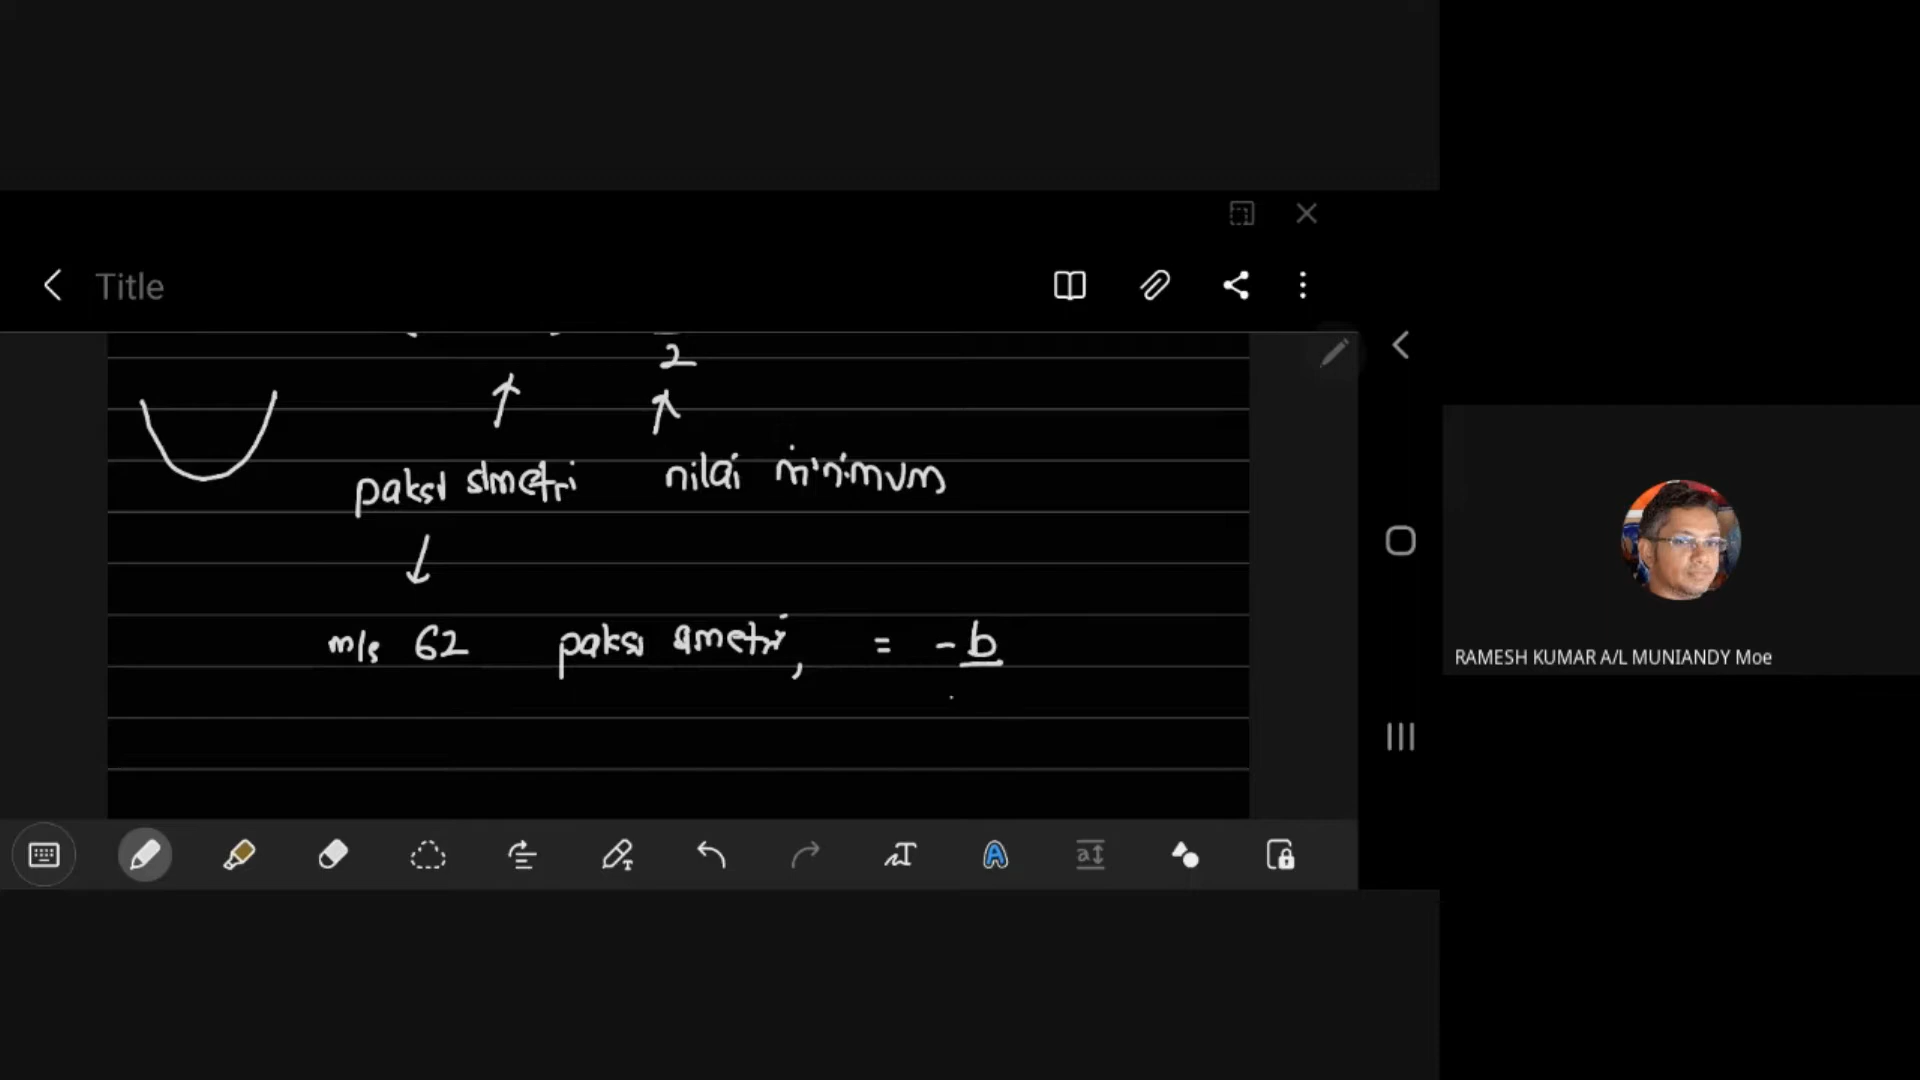 Title
2
paksi simetri nilai minimum
m/s 62 paksi simetri, = -b
RAMESH KUMAR A/L MUNIANDY Moe